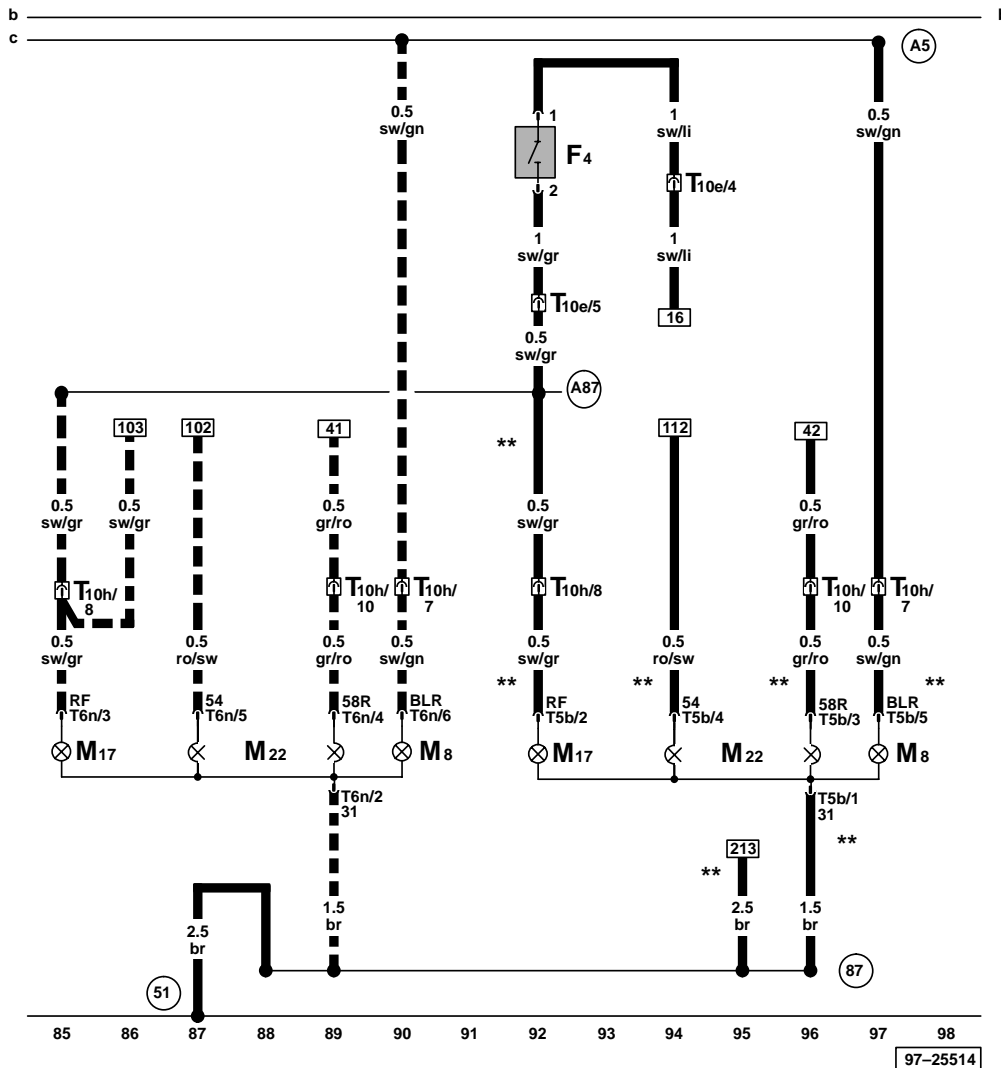 b
c
A5
0.5
sw/gn
1
1
sw/li
0.5
sw/gn
F4
T10e/4
2
1
sw/gr
1
sw/li
T10e/5
16
0.5
sw/gr
A87
103
102
41
**
112
42
0.5
sw/gr
0.5
sw/gr
0.5
gr/ro
0.5
sw/gr
0.5
gr/ro
T10h/
8
T10h/
10
T10h/
7
T10h/8
T10h/
10
T10h/
7
0.5
sw/gr
0.5
ro/sw
0.5
gr/ro
0.5
sw/gn
0.5
sw/gr
0.5
ro/sw
0.5
gr/ro
0.5
sw/gn
**
**
**
**
RF
T6n/3
54
T6n/5
58R
T6n/4
BLR
T6n/6
RF
T5b/2
54
T5b/4
58R
T5b/3
BLR
T5b/5
M17
M22
M8
M17
M22
M8
T6n/2
31
T5b/1
31
**
213
**
2.5
br
1.5
br
2.5
br
1.5
br
51
87
85 86 87 88 89 90 91 92 93 94 95 96 97 98
97–25514